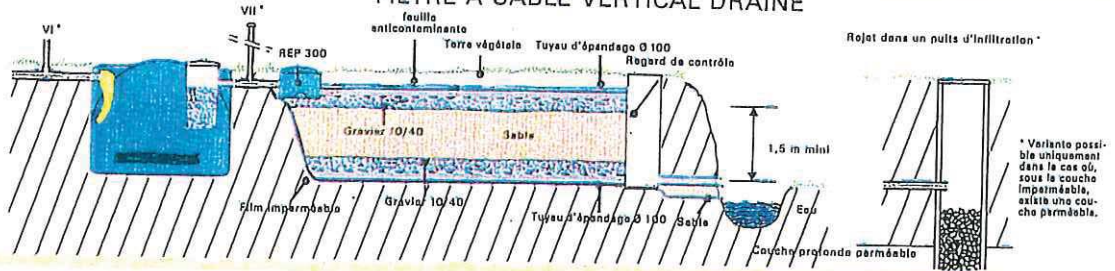 FILTRE A SABLE VERTICAL DRAINE
VI*
VII*
REP 300
feuille
anticontaminante
Terre végétale
Tuyau d'épandage Ø 100
Regard de contrôle
Rejet dans un puits d'infiltration *
Gravier 10/40
Sable
1,5 m mini
* Variante possi-
ble uniquement
dans le cas où,
sous la couche
imperméable,
existe une cou-
che perméable.
Film imperméable
Gravier 10/40
Tuyau d'épandage Ø 100
Sable
Eau
Couche profonde perméable